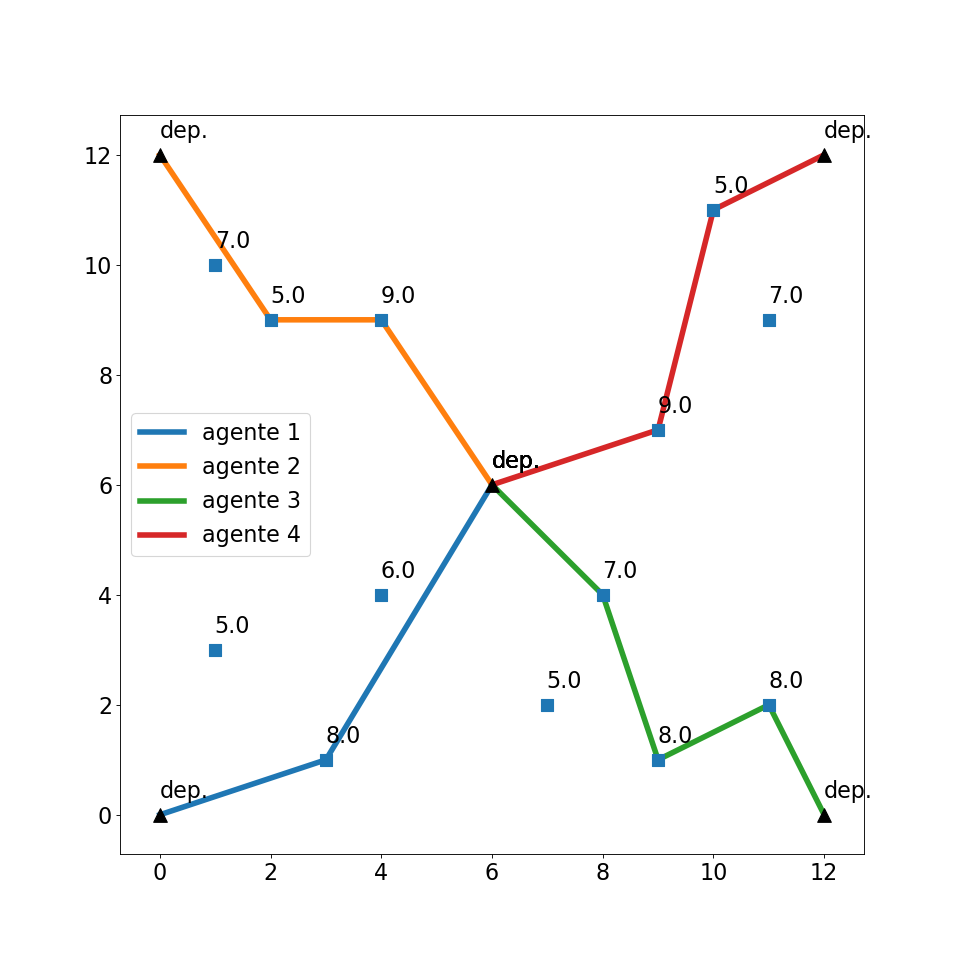 dep. dep.
12
5.0
7.0
10
5.0 9.0 7.0
8
9.0
agente 1
agente 2
agente 3
agente 4
dep.
6
6.0 7.0
4
5.0
5.0 8.0
2
8.0 8.0
dep. dep.
0
0 2 4 6 8 10 12